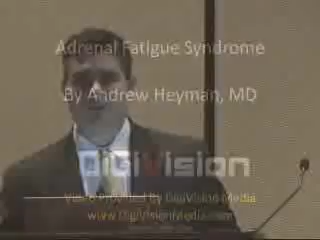 Adrenal Fatigue Syndrome
By Andrew Heyman, MD
DigiVision
Video Provided By DigiVision Media
www.DigiVisionMedia.com